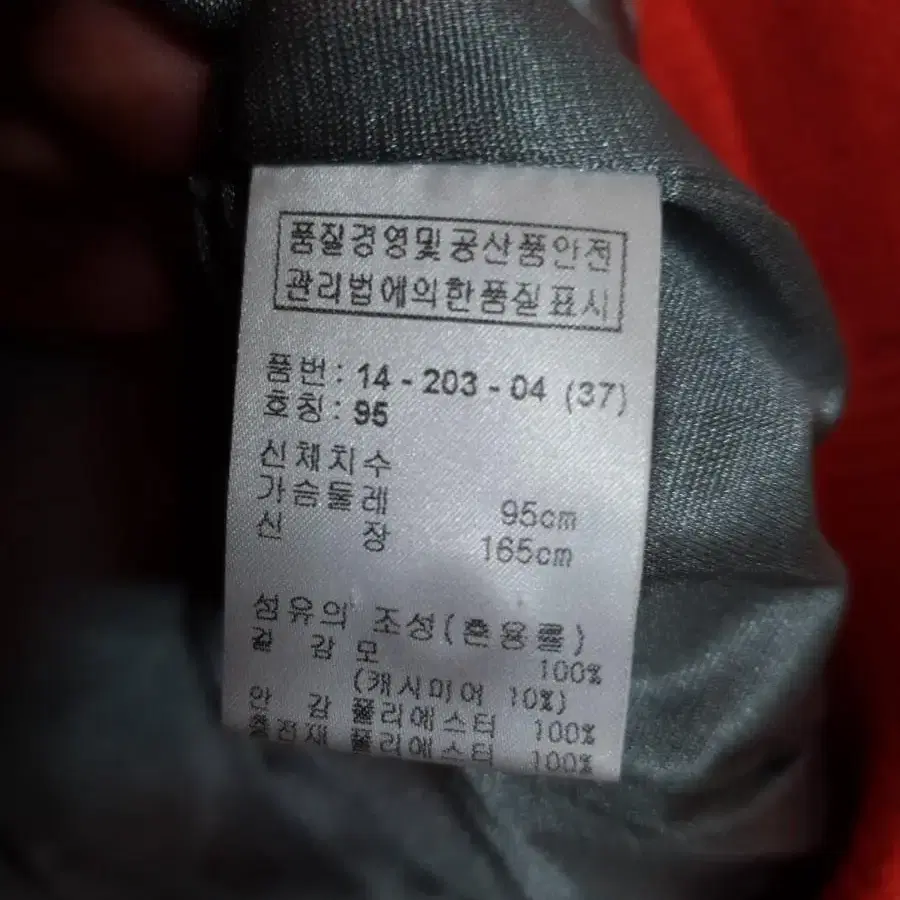 품질경영및공산품안전
관리법에의한품질표시
품번 : 14 - 203 - 04 (37)
호칭 : 95
신체치수
가슴둘레 95cm
신 장 165cm
섬유의 조성(혼용률)
겉 감 모 100%
(캐시미어 10%)
안 감 폴리에스터 100%
충전재 폴리에스터 100%